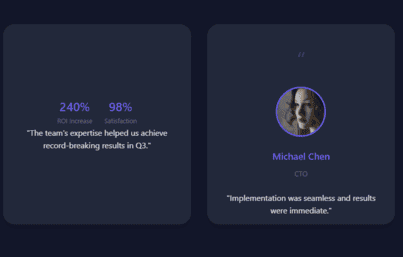 240% 98%
ROI increase Satisfaction
"The team's expertise helped us achieve
record-breaking results in Q3."
"
Michael Chen
CTO
"Implementation was seamless and results
were immediate."